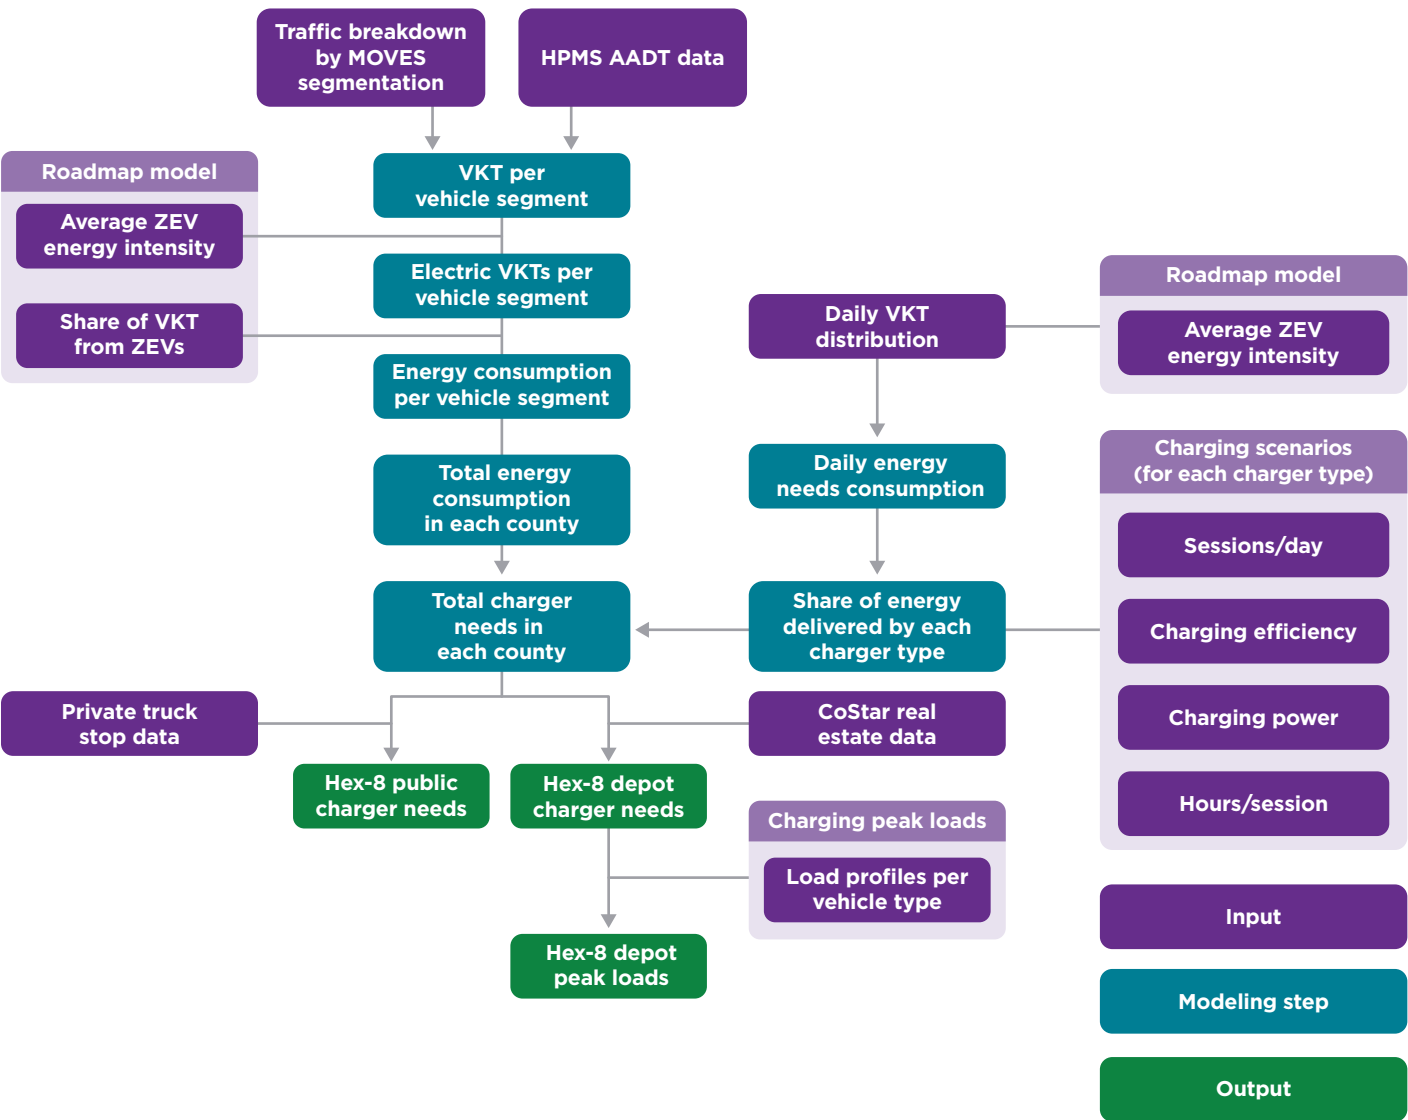 Traffic breakdown
by MOVES
segmentation
HPMS AADT data
Roadmap model
Average ZEV
energy intensity
Share of VKT
from ZEVs
VKT per
vehicle segment
Electric VKTs per
vehicle segment
Energy consumption
per vehicle segment
Total energy
consumption
in each county
Total charger
needs in
each county
Daily VKT
distribution
Daily energy
needs consumption
Share of energy
delivered by each
charger type
Roadmap model
Average ZEV
energy intensity
Charging scenarios
(for each charger type)
Sessions/day
Charging efficiency
Charging power
Hours/session
Private truck
stop data
CoStar real
estate data
Hex-8 public
charger needs
Hex-8 depot
charger needs
Charging peak loads
Load profiles per
vehicle type
Hex-8 depot
peak loads
Input
Modeling step
Output